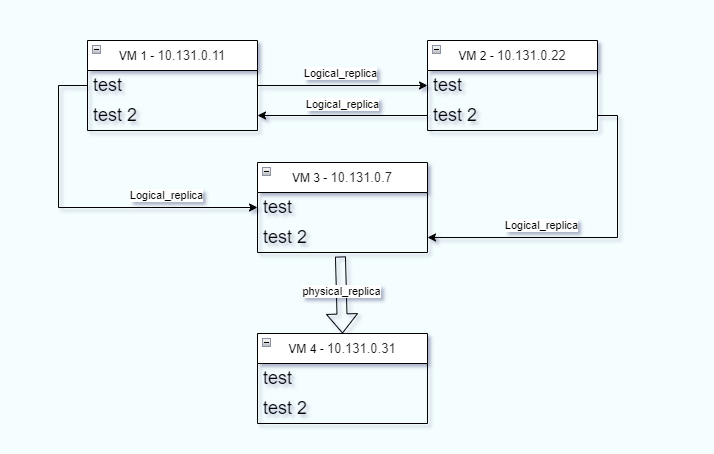 VM 1 - 10.131.0.11
test
test 2
Logical_replica
Logical_replica
VM 2 - 10.131.0.22
test
test 2
Logical_replica
VM 3 - 10.131.0.7
test
test 2
Logical_replica
physical_replica
VM 4 - 10.131.0.31
test
test 2